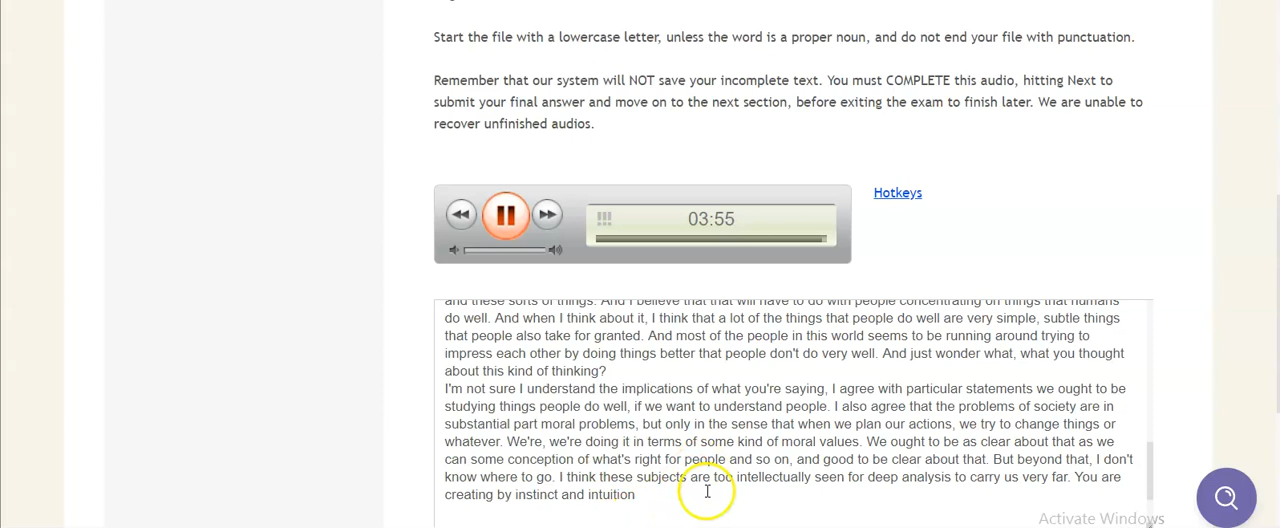 Start the file with a lowercase letter, unless the word is a proper noun, and do not end your file with punctuation.
Remember that our system will NOT save your incomplete text. You must COMPLETE this audio, hitting Next to
submit your final answer and move on to the next section, before exiting the exam to finish later. We are unable to
recover unfinished audios.
Hotkeys
03:55
and these sorts of things. And I believe that that will have to do with people concentrating on things that humans
do well. And when I think about it, I think that a lot of the things that people do well are very simple, subtle things
that people also take for granted. And most of the people in this world seems to be running around trying to
impress each other by doing things better that people don't do very well. And just wonder what, what you thought
about this kind of thinking?
I'm not sure I understand the implications of what you're saying, I agree with particular statements we ought to be
studying things people do well, if we want to understand people. I also agree that the problems of society are in
substantial part moral problems, but only in the sense that when we plan our actions, we try to change things or
whatever. We're, we're doing it in terms of some kind of moral values. We ought to be as clear about that as we
can some conception of what's right for people and so on, and good to be clear about that. But beyond that, I don't
know where to go. I think these subjects are too intellectually seen for deep analysis to carry us very far. You are
creating by instinct and intuition
Activate Windows